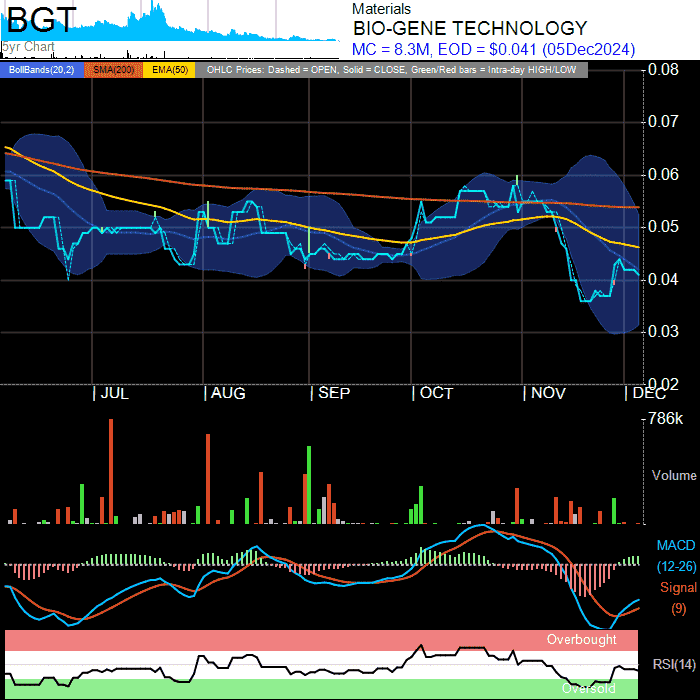 BGT
5yr Chart
Materials
BIO-GENE TECHNOLOGY
MC = 8.3M, EOD = $0.041 (05Dec2024)
BollBands(20,2) SMA(200) EMA(50) OHLC Prices: Dashed = OPEN, Solid = CLOSE, Green/Red bars = Intra-day HIGH/LOW
0.08
0.07
0.06
0.05
0.04
0.03
0.02
| JUL | AUG | SEP | OCT | NOV | DEC
786k
Volume
MACD
(12-26)
Signal
(9)
Overbought
RSI(14)
Oversold